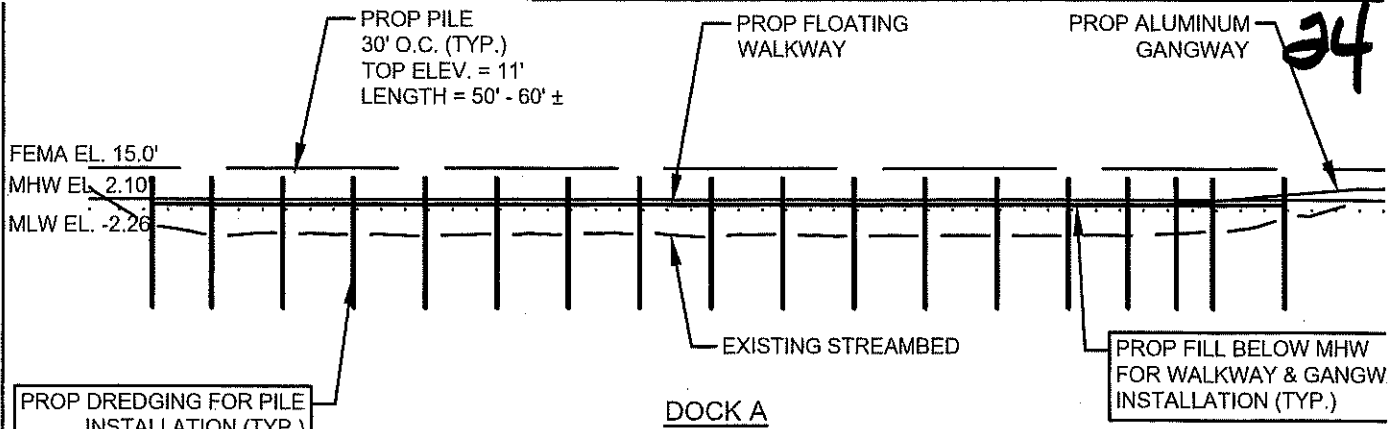 PROP PILE
30' O.C. (TYP.)
TOP ELEV. = 11'
LENGTH = 50' - 60' ±
PROP FLOATING
WALKWAY
PROP ALUMINUM
GANGWAY
24
FEMA EL. 15.0'
MHW EL. 2.10'
MLW EL. -2.26
EXISTING STREAMBED
PROP FILL BELOW MHW
FOR WALKWAY & GANGW
INSTALLATION (TYP.)
PROP DREDGING FOR PILE
INSTALLATION (TYP.)
DOCK A